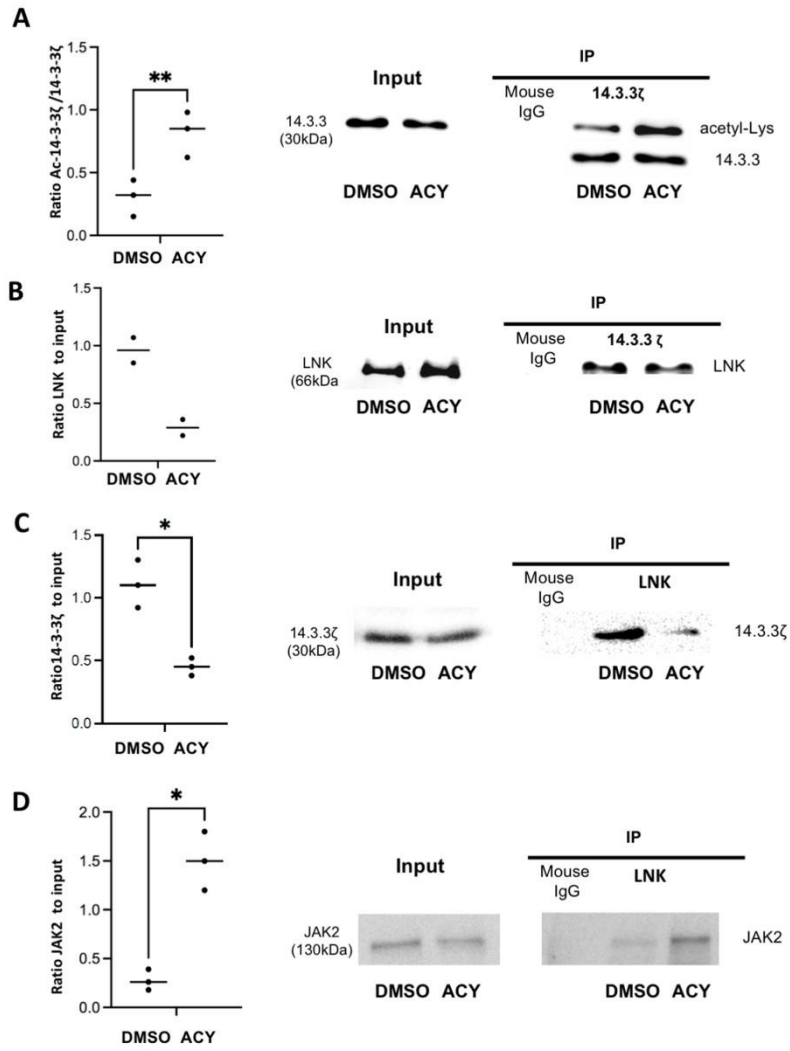 A
Ratio Ac-14-3-3ζ /14-3-3ζ
1.5
1.0
0.5
0.0
**
DMSO ACY
Input
14.3.3
(30kDa)
DMSO ACY
IP
Mouse
IgG
14.3.3ζ
acetyl-Lys
14.3.3
DMSO ACY
B
Ratio LNK to input
1.5
1.0
0.5
0.0
DMSO ACY
Input
LNK
(66kDa
DMSO ACY
IP
Mouse
IgG
14.3.3 ζ
LNK
DMSO ACY
C
Ratio14-3-3ζ to input
1.5
1.0
0.5
0.0
*
DMSO ACY
Input
14.3.3ζ
(30kDa)
DMSO ACY
IP
Mouse
IgG
LNK
14.3.3ζ
DMSO ACY
D
Ratio JAK2 to input
2.0
1.5
1.0
0.5
0.0
*
DMSO ACY
Input
JAK2
(130kDa)
DMSO ACY
IP
Mouse
IgG
LNK
JAK2
DMSO ACY